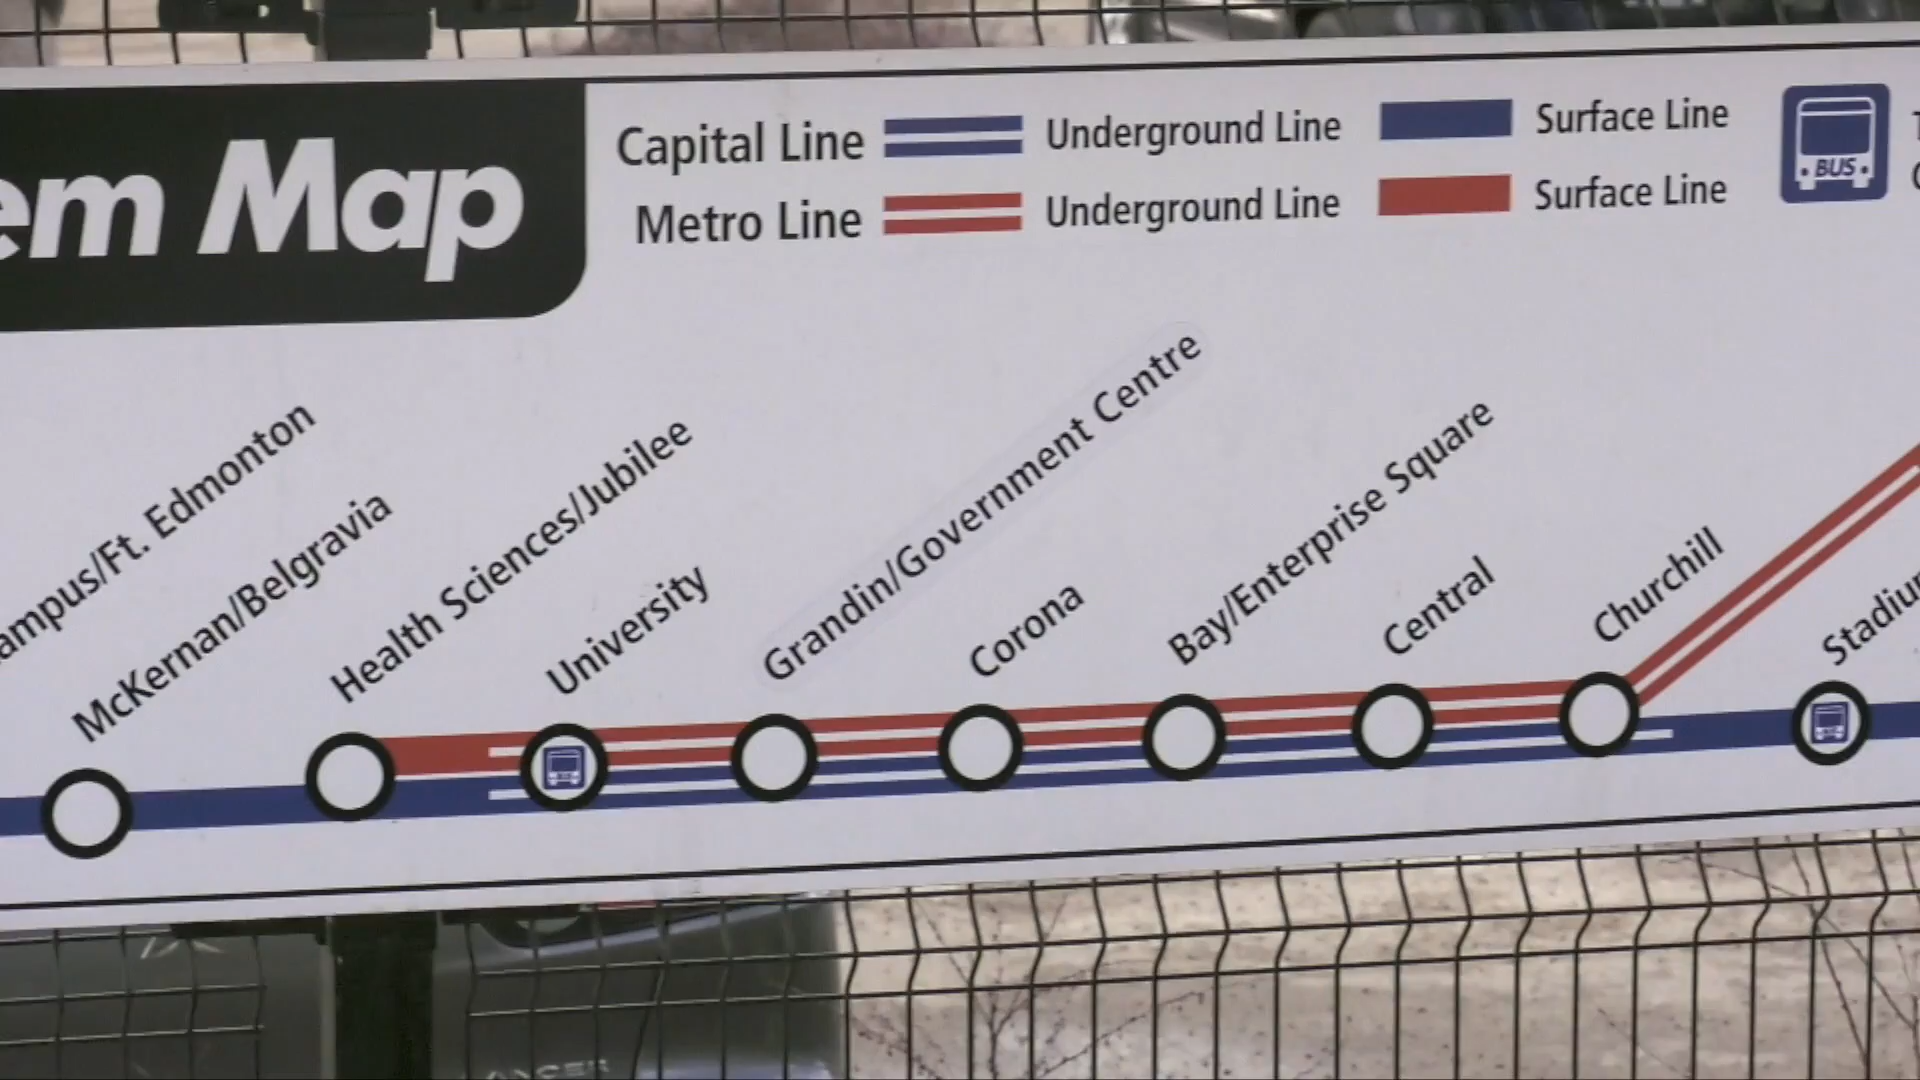 em Map
Capital Line
Underground Line
Surface Line
Metro Line
Underground Line
Surface Line
BUS
ampus/Ft. Edmonton
McKernan/Belgravia
Health Sciences/Jubilee
University
Grandin/Government Centre
Corona
Bay/Enterprise Square
Central
Churchill
Stadiu